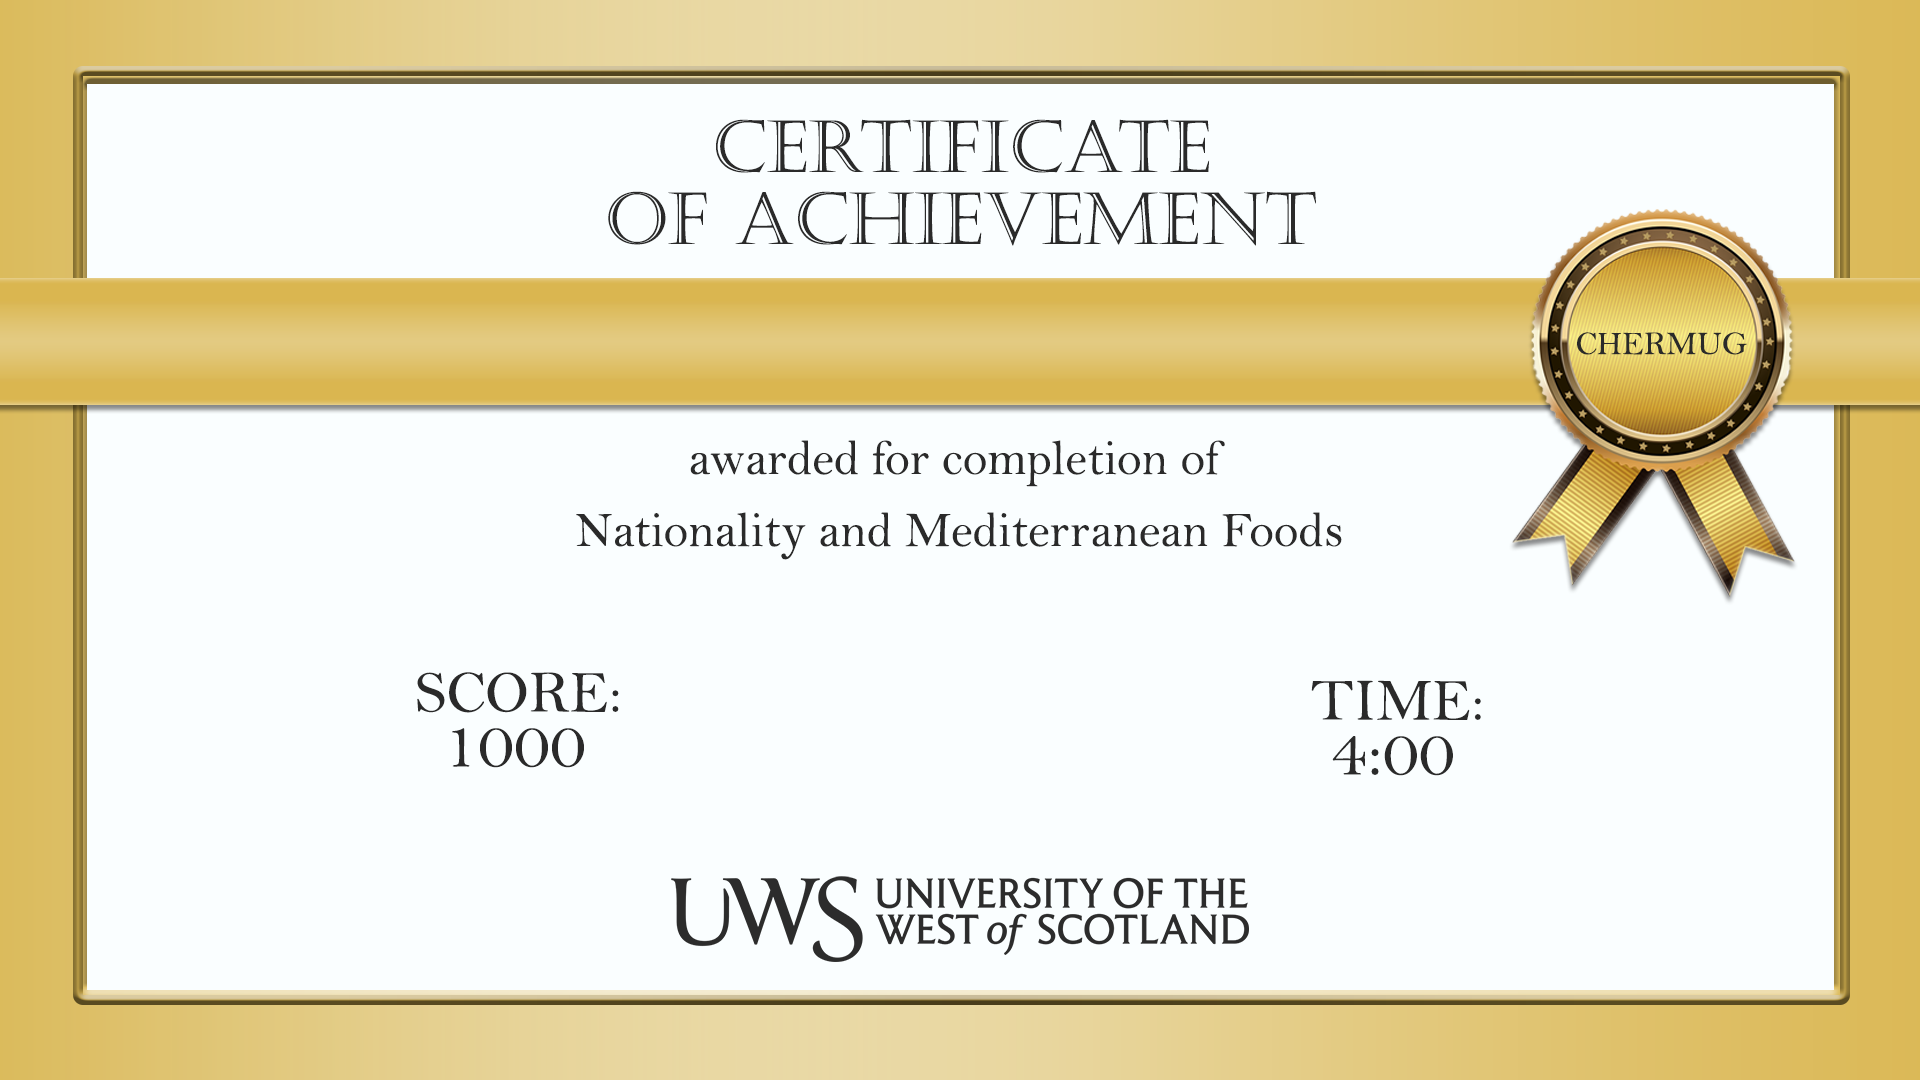 CERTIFICATE
OF ACHIEVEMENT
CHERMUG
awarded for completion of
Nationality and Mediterranean Foods
SCORE:
1000
TIME:
4:00
UWS UNIVERSITY OF THE
WEST of SCOTLAND